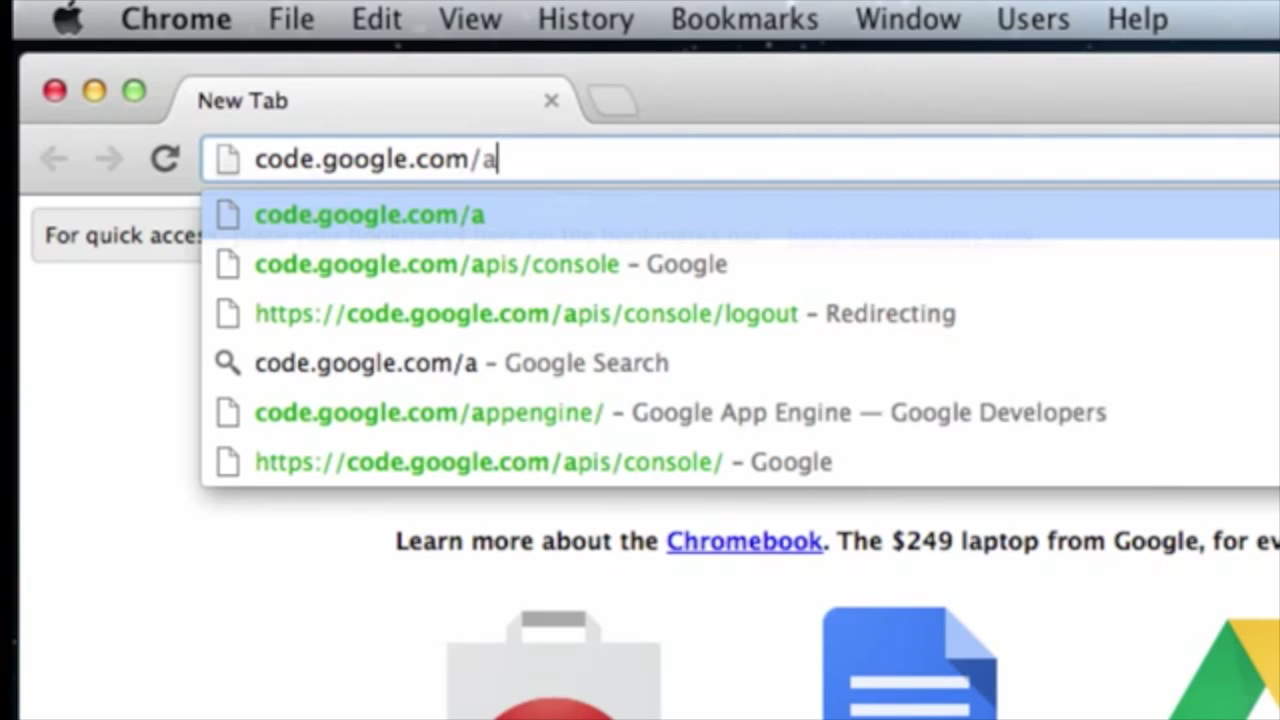 Chrome File Edit View History Bookmarks Window Users Help
New Tab
code.google.com/a
code.google.com/a
For quick acces
code.google.com/apis/console – Google
https://code.google.com/apis/console/logout – Redirecting
code.google.com/a – Google Search
code.google.com/appengine/ – Google App Engine — Google Developers
https://code.google.com/apis/console/ – Google
Learn more about the Chromebook. The $249 laptop from Google, for ev